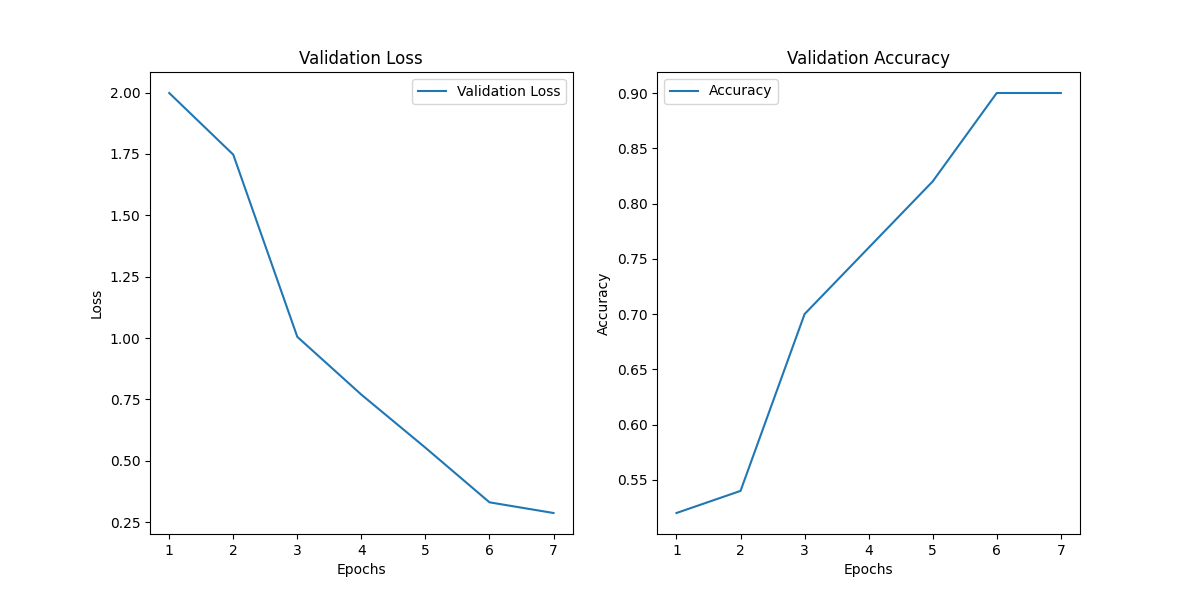 Validation Loss
Validation Loss
2.00
1.75
1.50
1.25
1.00
0.75
0.50
0.25
Loss
1 2 3 4 5 6 7
Epochs
Validation Accuracy
Accuracy
0.90
0.85
0.80
0.75
0.70
0.65
0.60
0.55
Accuracy
1 2 3 4 5 6 7
Epochs